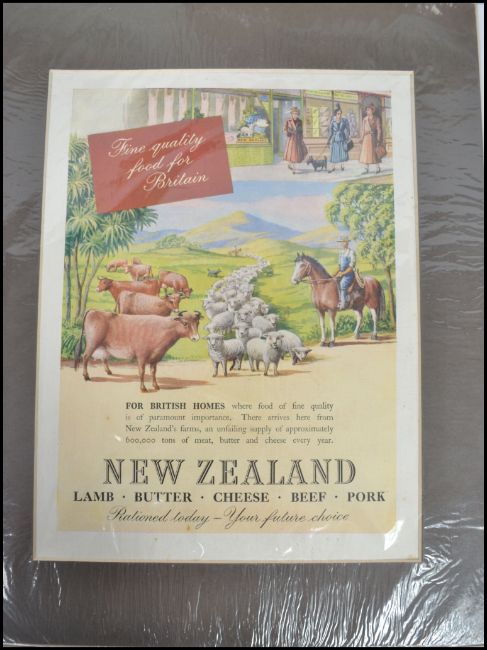 Fine quality
food for
Britain
FOR BRITISH HOMES where food of fine quality
is of paramount importance. There arrives here from
New Zealand's farms, an unfailing supply of approximately
600,000 tons of meat, butter and cheese every year.
NEW ZEALAND
LAMB · BUTTER · CHEESE · BEEF · PORK
Rationed today – Your future choice